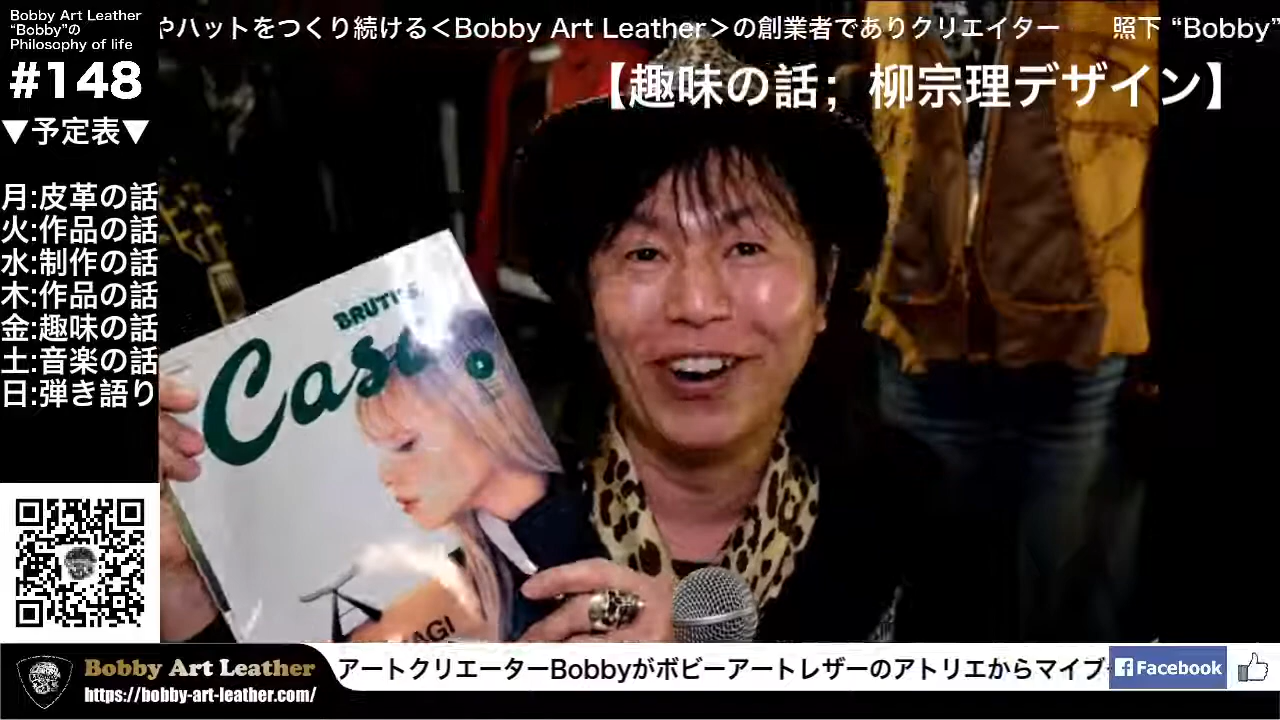 Bobby Art Leather
“Bobby”の
Philosophy of life
#148
▼予定表▼
月:皮革の話
火:作品の話
水:制作の話
木:作品の話
金:趣味の話
土:音楽の話
日:弾き語り
やハットをつくり続ける＜Bobby Art Leather＞の創業者でありクリエイター　　照下 “Bobby”
【趣味の話；柳宗理デザイン】
BRUTUS
Casa
AGI
Bobby Art Leather
https://bobby-art-leather.com/
アートクリエーターBobbyがボビーアートレザーのアトリエからマイブ
Facebook